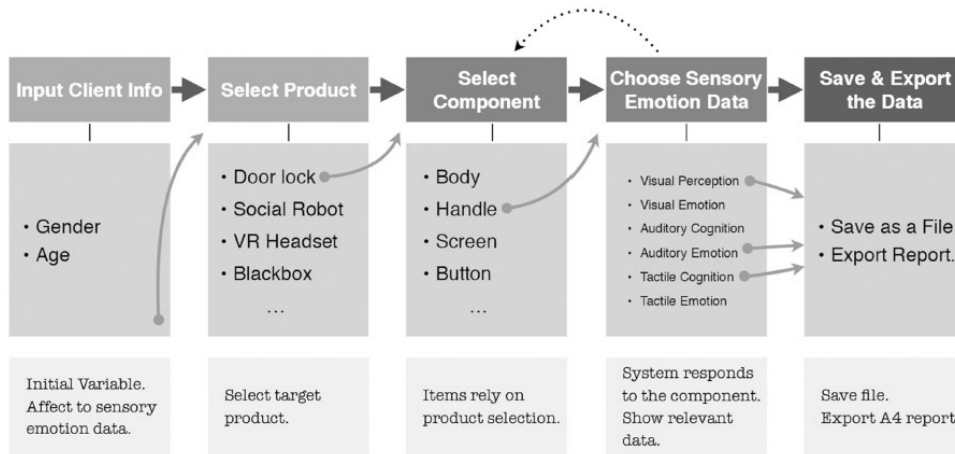 Input Client Info
Select Product
Select
Component
Choose Sensory
Emotion Data
Save & Export
the Data
• Gender
• Age
• Door lock
• Social Robot
• VR Headset
• Blackbox
...
• Body
• Handle
• Screen
• Button
...
• Visual Perception
• Visual Emotion
• Auditory Cognition
• Auditory Emotion
• Tactile Cognition
• Tactile Emotion
• Save as a File
• Export Report.
Initial Variable.
Affect to sensory
emotion data.
Select target
product.
Items rely on
product selection.
System responds
to the component.
Show relevant
data.
Save file.
Export A4 report